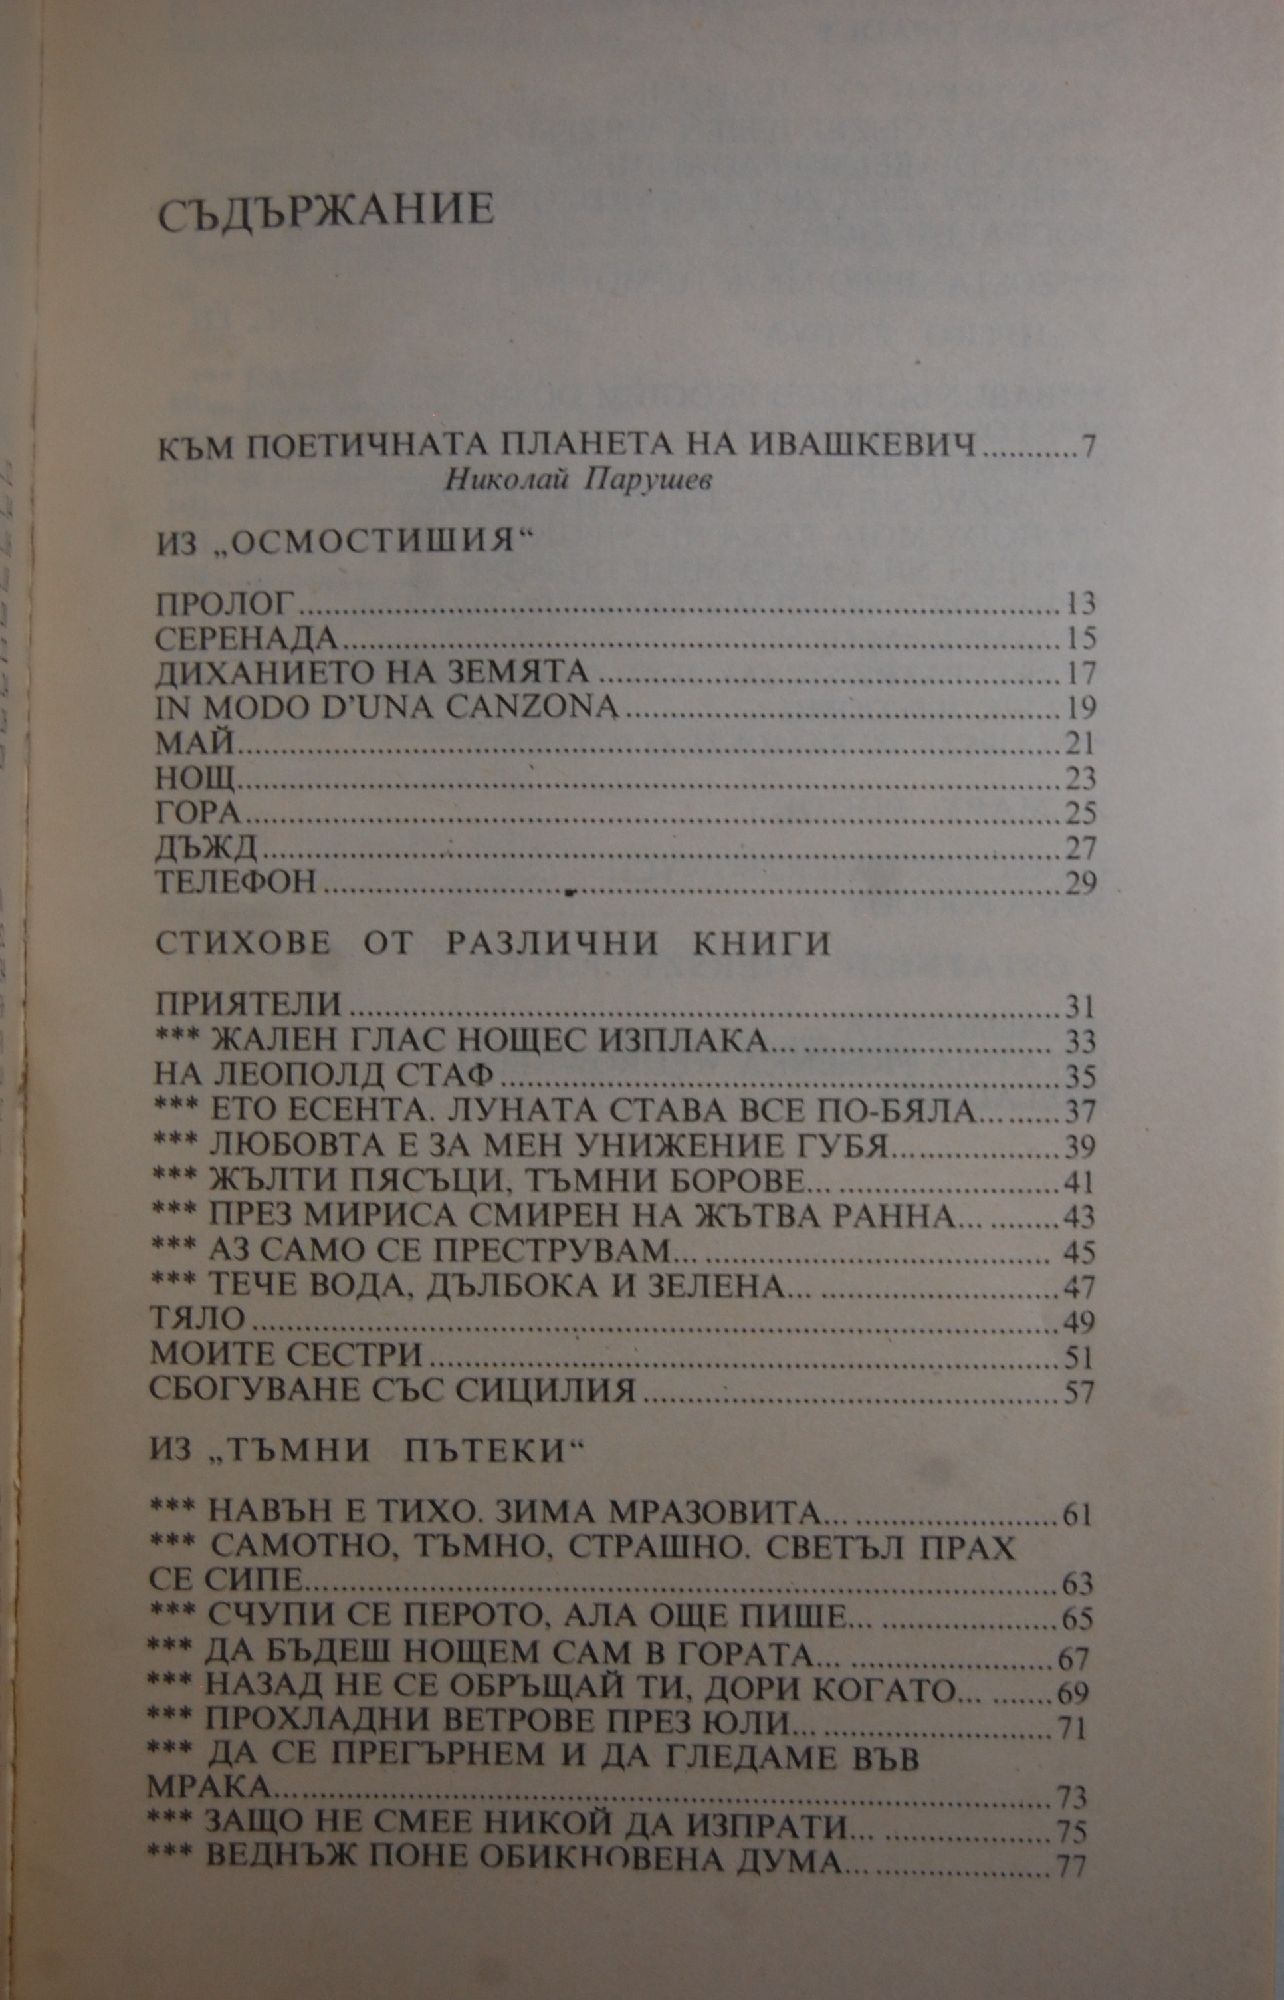 СЪДЪРЖАНИЕ
КЪМ ПОЕТИЧНАТА ПЛАНЕТА НА ИВАШКЕВИЧ...........7
Николай Парушев
ИЗ „ОСМОСТИШИЯ“
ПРОЛОГ...........13
СЕРЕНАДА...........15
ДИХАНИЕТО НА ЗЕМЯТА...........17
IN MODO D'UNA CANZONA...........19
МАЙ...........21
НОЩ...........23
ГОРА...........25
ДЪЖД...........27
ТЕЛЕФОН...........29
СТИХОВЕ ОТ РАЗЛИЧНИ КНИГИ
ПРИЯТЕЛИ...........31
*** ЖАЛЕН ГЛАС НОЩЕС ИЗПЛАКА... ........... 33
НА ЛЕОПОЛД СТАФ...........35
*** ЕТО ЕСЕНТА. ЛУНАТА СТАВА ВСЕ ПО-БЯЛА... .......37
*** ЛЮБОВТА Е ЗА МЕН УНИЖЕНИЕ ГУБЯ...........39
*** ЖЪЛТИ ПЯСЪЦИ, ТЪМНИ БОРОВЕ... ...........41
*** ПРЕЗ МИРИСА СМИРЕН НА ЖЪТВА РАННА... ........43
*** АЗ САМО СЕ ПРЕСТРУВАМ... ........... 45
*** ТЕЧЕ ВОДА, ДЪЛБОКА И ЗЕЛЕНА... ...........47
ТЯЛО...........49
МОИТЕ СЕСТРИ...........51
СБОГУВАНЕ СЪС СИЦИЛИЯ...........57
ИЗ „ТЪМНИ ПЪТЕКИ“
*** НАВЪН Е ТИХО. ЗИМА МРАЗОВИТА... ...........61
*** САМОТНО, ТЪМНО, СТРАШНО. СВЕТЪЛ ПРАХ
СЕ СИПЕ...........63
*** СЧУПИ СЕ ПЕРОТО, АЛА ОЩЕ ПИШЕ... ...........65
*** ДА БЪДЕШ НОЩЕМ САМ В ГОРАТА... ...........67
*** НАЗАД НЕ СЕ ОБРЪЩАЙ ТИ, ДОРИ КОГАТО... .......69
*** ПРОХЛАДНИ ВЕТРОВЕ ПРЕЗ ЮЛИ... ...........71
*** ДА СЕ ПРЕГЪРНЕМ И ДА ГЛЕДАМЕ ВЪВ
МРАКА...........73
*** ЗАЩО НЕ СМЕЕ НИКОЙ ДА ИЗПРАТИ... ...........75
*** ВЕДНЪЖ ПОНЕ ОБИКНОВЕНА ДУМА... ...........77